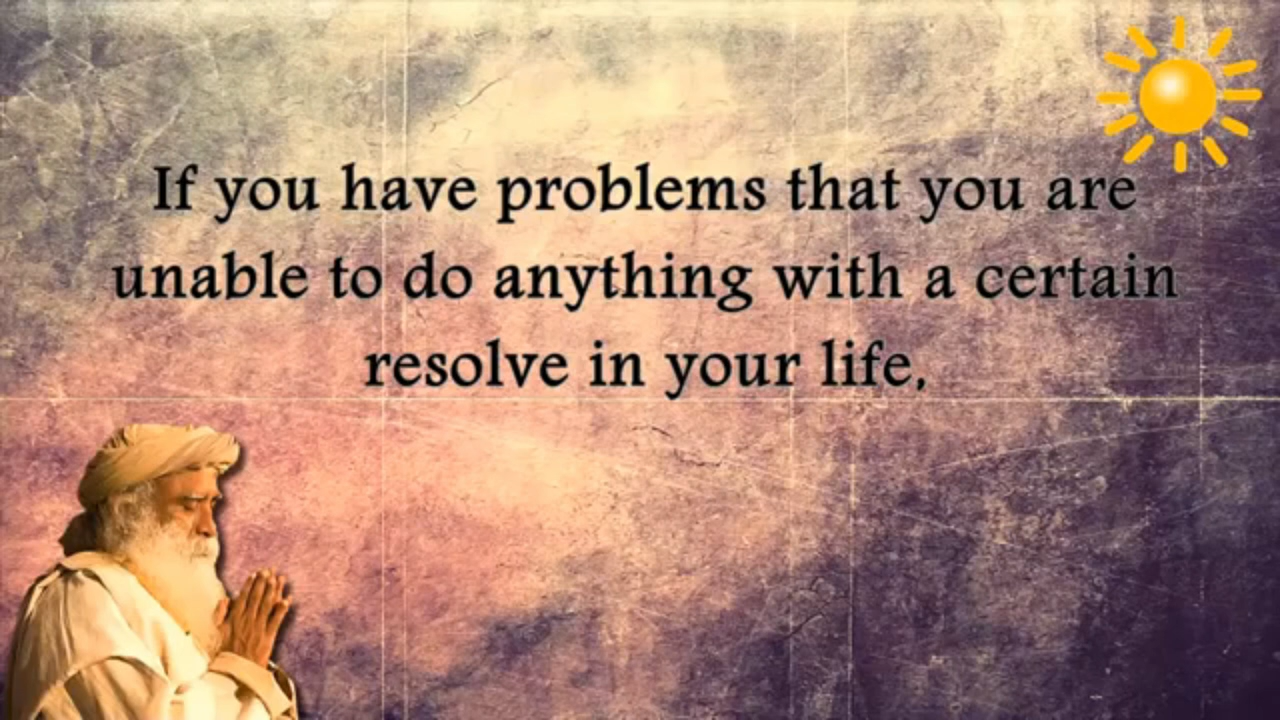 If you have problems that you are
unable to do anything with a certain
resolve in your life,